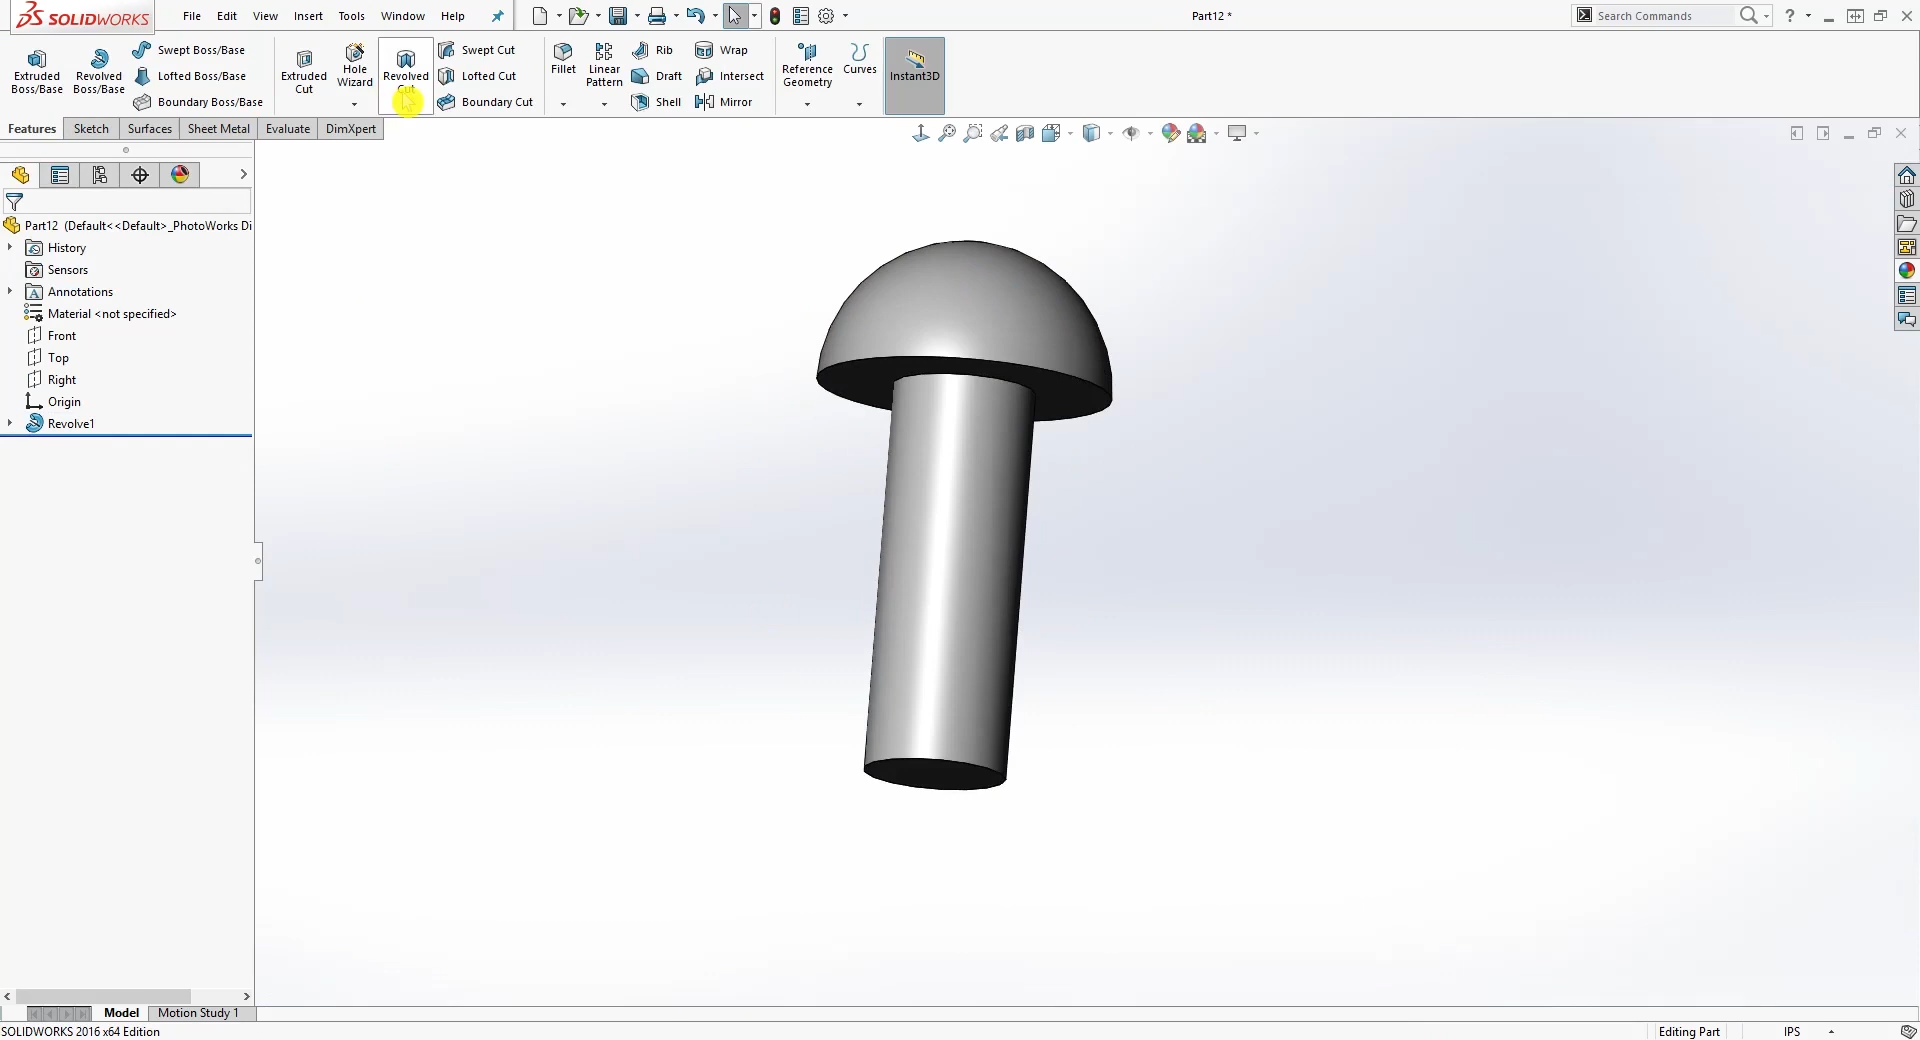 SOLIDWORKS File Edit View Insert Tools Window Help Part12 * Search Commands ?
Extruded Boss/Base
Revolved Boss/Base
Swept Boss/Base
Lofted Boss/Base
Boundary Boss/Base
Extruded Cut
Hole Wizard
Revolved Cut
Swept Cut
Lofted Cut
Boundary Cut
Fillet
Linear Pattern
Rib
Draft
Shell
Wrap
Intersect
Mirror
Reference Geometry
Curves
Instant3D
Features Sketch Surfaces Sheet Metal Evaluate DimXpert
Part12 (Default<<Default>_PhotoWorks Di
History
Sensors
Annotations
Material <not specified>
Front
Top
Right
Origin
Revolve1
Model Motion Study 1
SOLIDWORKS 2016 x64 Edition Editing Part IPS